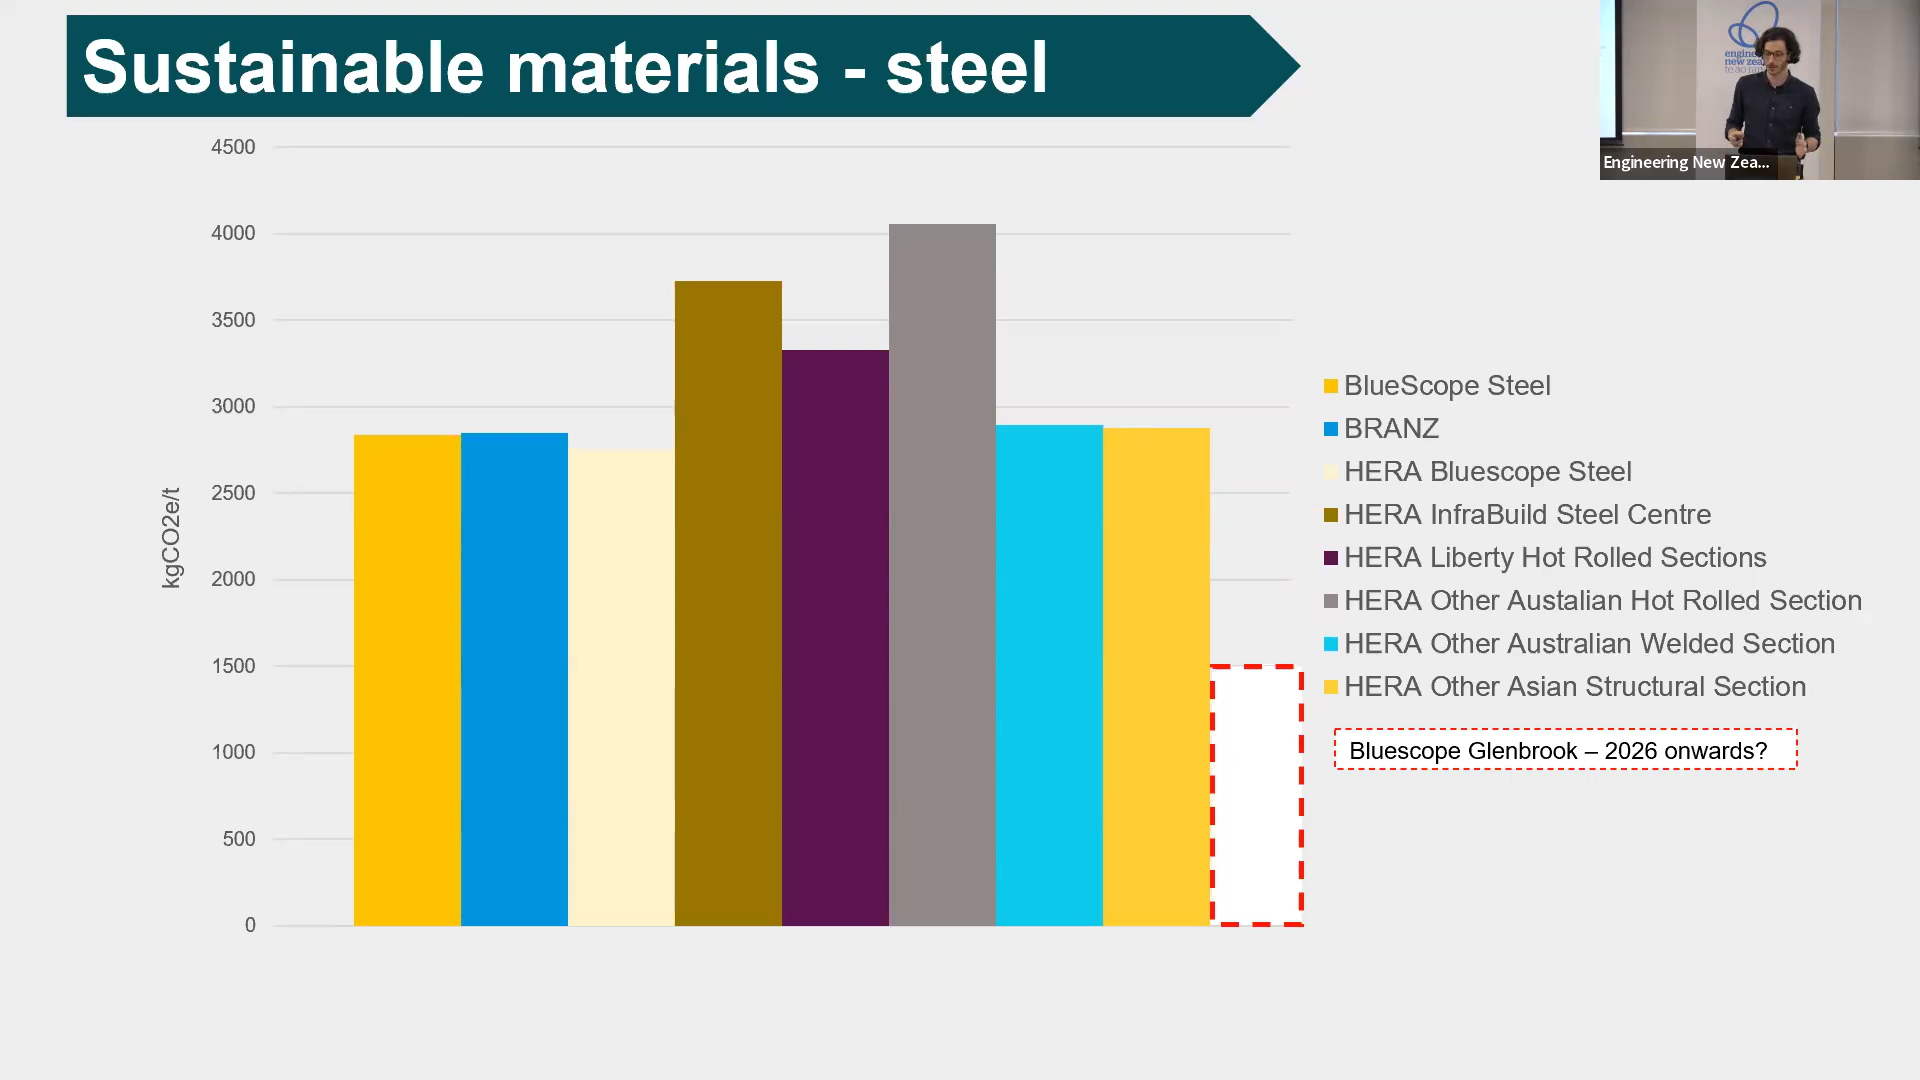 Sustainable materials - steel
4500
4000
3500
3000
2500
2000
1500
1000
500
0
kgCO2e/t
BlueScope Steel
BRANZ
HERA Bluescope Steel
HERA InfraBuild Steel Centre
HERA Liberty Hot Rolled Sections
HERA Other Austalian Hot Rolled Section
HERA Other Australian Welded Section
HERA Other Asian Structural Section
Bluescope Glenbrook – 2026 onwards?
Engineering New Zea...